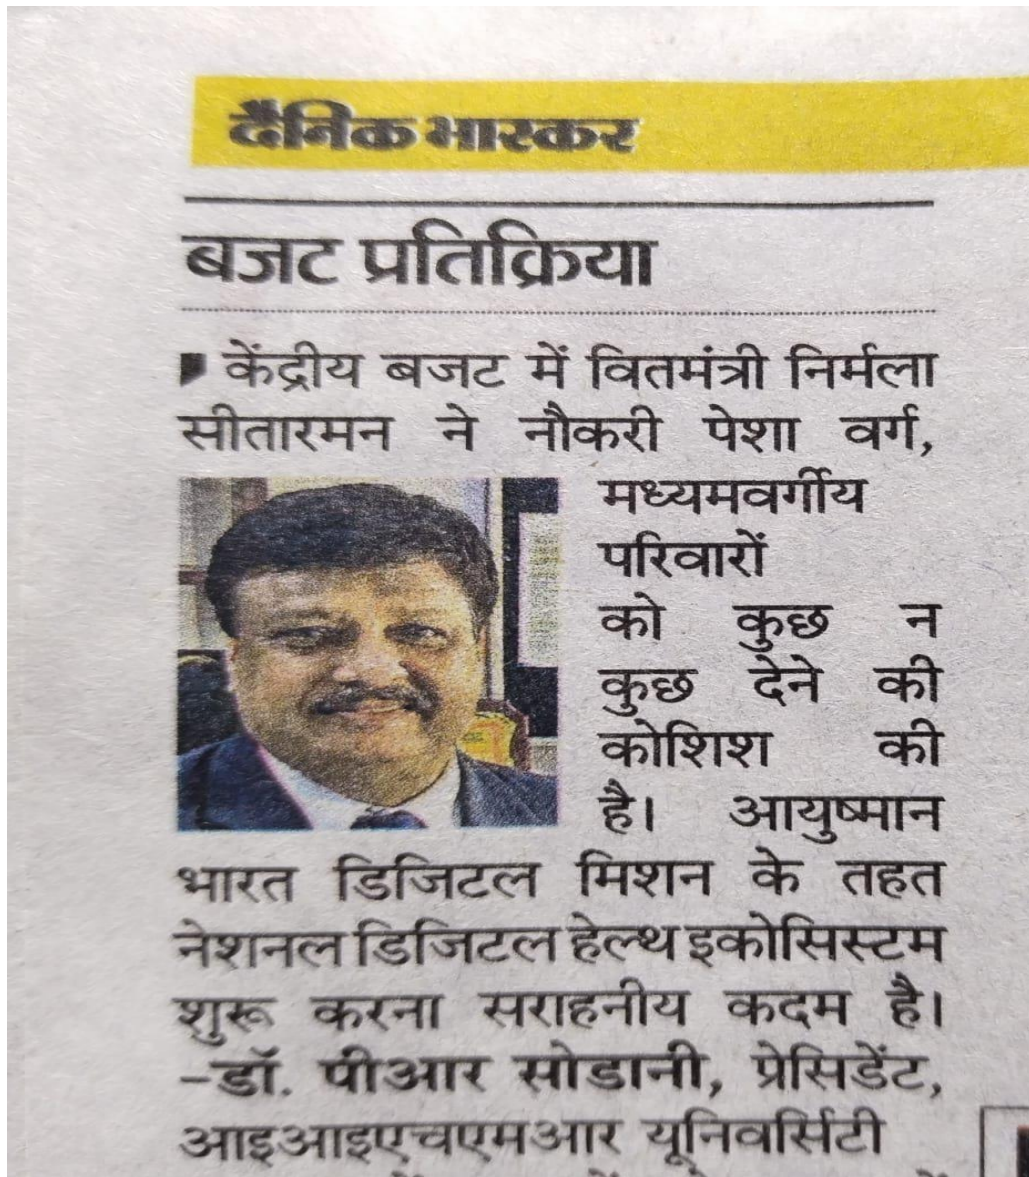 दैनिक भास्कर
बजट प्रतिक्रिया
केंद्रीय बजट में वितमंत्री निर्मला
सीतारमन ने नौकरी पेशा वर्ग,
मध्यमवर्गीय
परिवारों
को कुछ न
कुछ देने की
कोशिश की
है। आयुष्मान
भारत डिजिटल मिशन के तहत
नेशनल डिजिटल हेल्थ इकोसिस्टम
शुरू करना सराहनीय कदम है।
-डॉ. पीआर सोडानी, प्रेसिडेंट,
आइआइएचएमआर यूनिवर्सिटी